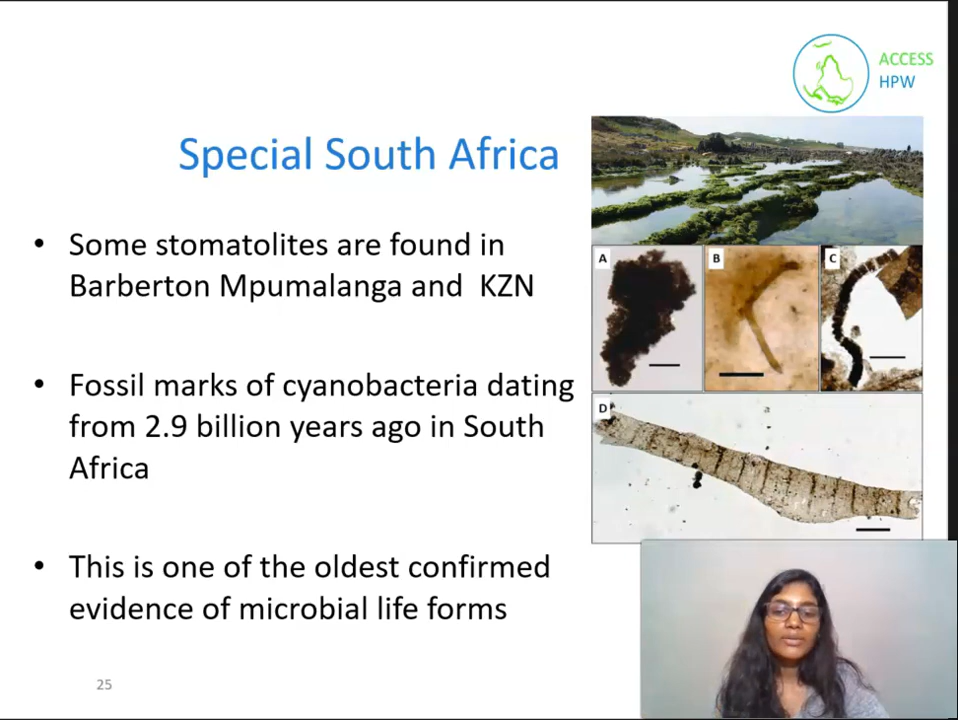 ACCESS
HPW
Special South Africa
• Some stomatolites are found in
Barberton Mpumalanga and KZN
• Fossil marks of cyanobacteria dating
from 2.9 billion years ago in South
Africa
• This is one of the oldest confirmed
evidence of microbial life forms
A
B
C
D
25